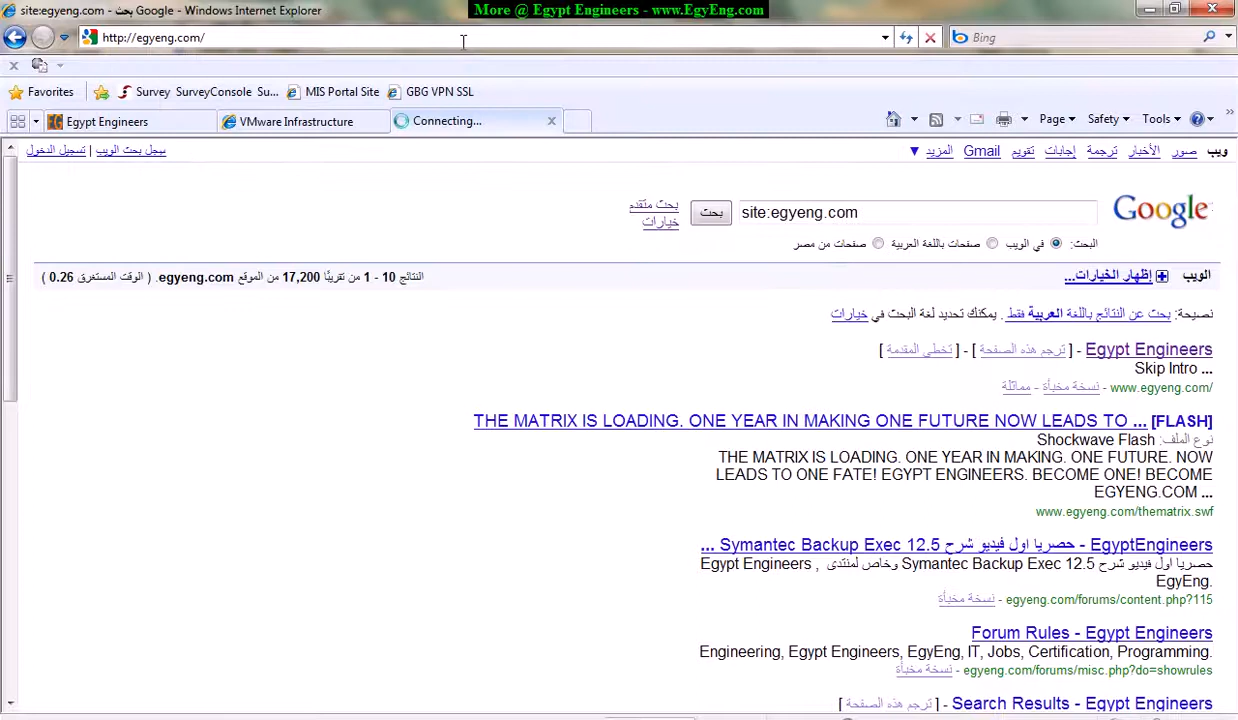 site:egyeng.com - بحث Google - Windows Internet Explorer
More @ Egypt Engineers - www.EgyEng.com
http://egyeng.com/
Bing
Favorites
Survey SurveyConsole Su...
MIS Portal Site
GBG VPN SSL
Egypt Engineers
VMware Infrastructure
Connecting...
Page
Safety
Tools
ويب صور الأخبار ترجمة إجابات تقويم Gmail المزيد ▼
سجل بحث الويب | تسجيل الدخول
Google
site:egyeng.com
بحث
بحث متقدم
خيارات
البحث: في الويب صفحات باللغة العربية صفحات من مصر
الويب
إظهار الخيارات...
النتائج 10 - 1 من تقريبًا 17,200 من الموقع egyeng.com. ( الوقت المستغرق 0.26 )
نصيحة: بحث عن النتائج باللغة العربية فقط . يمكنك تحديد لغة البحث في خيارات
Egypt Engineers - [ ترجم هذه الصفحة ] - [ تخطي المقدمة ]
Skip Intro ...
www.egyeng.com/ - نسخة مخبأة - مماثلة
THE MATRIX IS LOADING. ONE YEAR IN MAKING ONE FUTURE NOW LEADS TO ... [FLASH]
نوع الملف: Shockwave Flash
THE MATRIX IS LOADING. ONE YEAR IN MAKING. ONE FUTURE. NOW
LEADS TO ONE FATE! EGYPT ENGINEERS. BECOME ONE! BECOME
EGYENG.COM ...
www.egyeng.com/thematrix.swf
EgyptEngineers - حصريا اول فيديو شرح Symantec Backup Exec 12.5 ...
حصريا اول فيديو شرح Symantec Backup Exec 12.5 وخاص لمنتدى , Egypt Engineers
EgyEng.
egyeng.com/forums/content.php?115 - نسخة مخبأة
Forum Rules - Egypt Engineers
Engineering, Egypt Engineers, EgyEng, IT, Jobs, Certification, Programming.
egyeng.com/forums/misc.php?do=showrules - نسخة مخبأة
Search Results - Egypt Engineers - [ ترجم هذه الصفحة ]